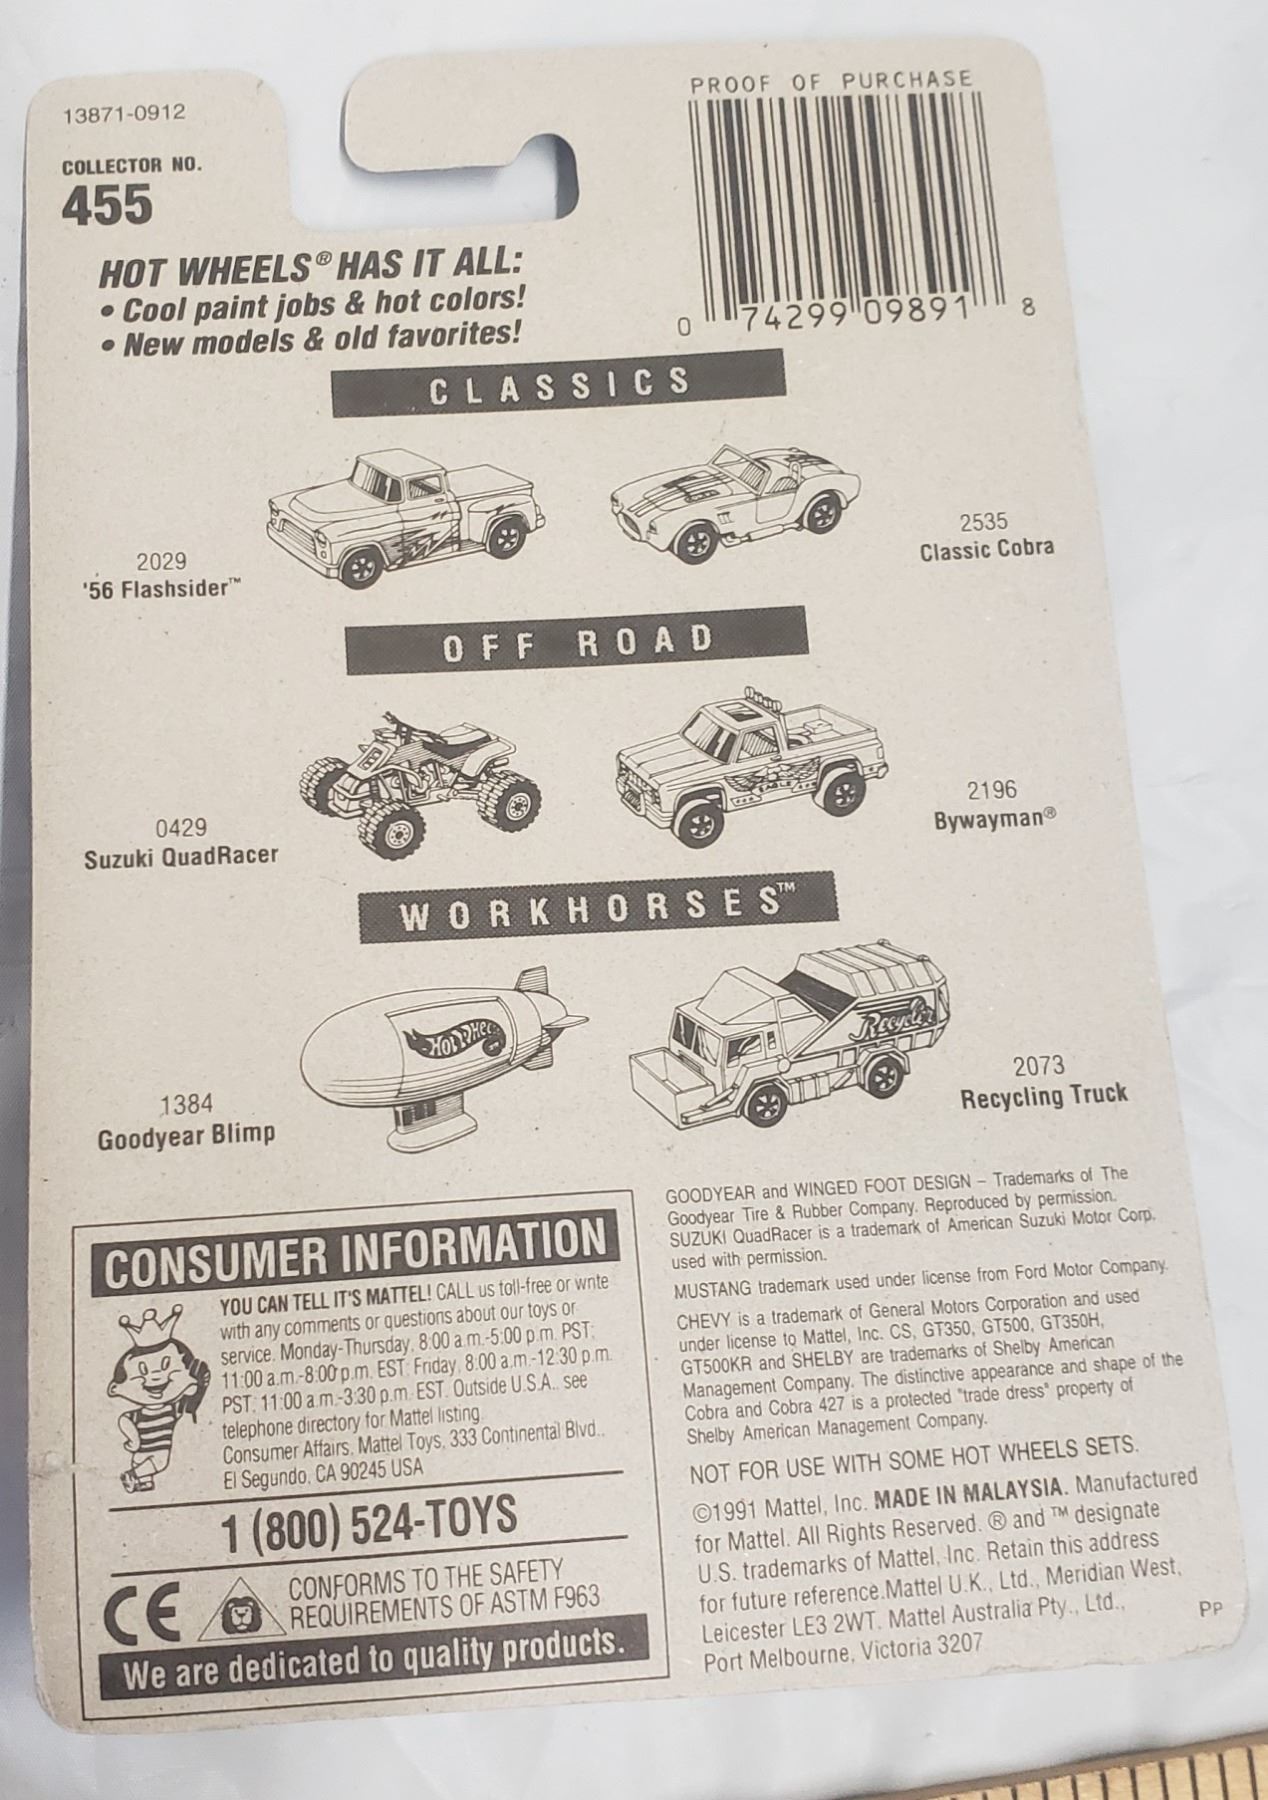 13871-0912
COLLECTOR NO.
455
PROOF OF PURCHASE
0 74299 09891 8
HOT WHEELS® HAS IT ALL:
• Cool paint jobs & hot colors!
• New models & old favorites!
CLASSICS
2029
'56 Flashsider™
2535
Classic Cobra
OFF ROAD
EAGLE
0429
Suzuki QuadRacer
2196
Bywayman®
WORKHORSES™
HOT WHEELS
Recycler
1384
Goodyear Blimp
2073
Recycling Truck
CONSUMER INFORMATION
YOU CAN TELL IT'S MATTEL! CALL us toll-free or write
with any comments or questions about our toys or
service. Monday-Thursday, 8:00 a.m.-5:00 p.m. PST;
11:00 a.m.-8:00 p.m. EST. Friday, 8:00 a.m.-12:30 p.m.
PST; 11:00 a.m.-3:30 p.m. EST. Outside U.S.A., see
telephone directory for Mattel listing.
Consumer Affairs, Mattel Toys, 333 Continental Blvd.,
El Segundo, CA 90245 USA
1 (800) 524-TOYS
CE
CONFORMS TO THE SAFETY
REQUIREMENTS OF ASTM F963
We are dedicated to quality products.
GOODYEAR and WINGED FOOT DESIGN – Trademarks of The
Goodyear Tire & Rubber Company. Reproduced by permission.
SUZUKI QuadRacer is a trademark of American Suzuki Motor Corp.
used with permission.
MUSTANG trademark used under license from Ford Motor Company.
CHEVY is a trademark of General Motors Corporation and used
under license to Mattel, Inc. CS, GT350, GT500, GT350H,
GT500KR and SHELBY are trademarks of Shelby American
Management Company. The distinctive appearance and shape of the
Cobra and Cobra 427 is a protected "trade dress" property of
Shelby American Management Company.
NOT FOR USE WITH SOME HOT WHEELS SETS.
©1991 Mattel, Inc. MADE IN MALAYSIA. Manufactured
for Mattel. All Rights Reserved. ® and ™ designate
U.S. trademarks of Mattel, Inc. Retain this address
for future reference.Mattel U.K., Ltd., Meridian West,
Leicester LE3 2WT. Mattel Australia Pty., Ltd.,
Port Melbourne, Victoria 3207
PP